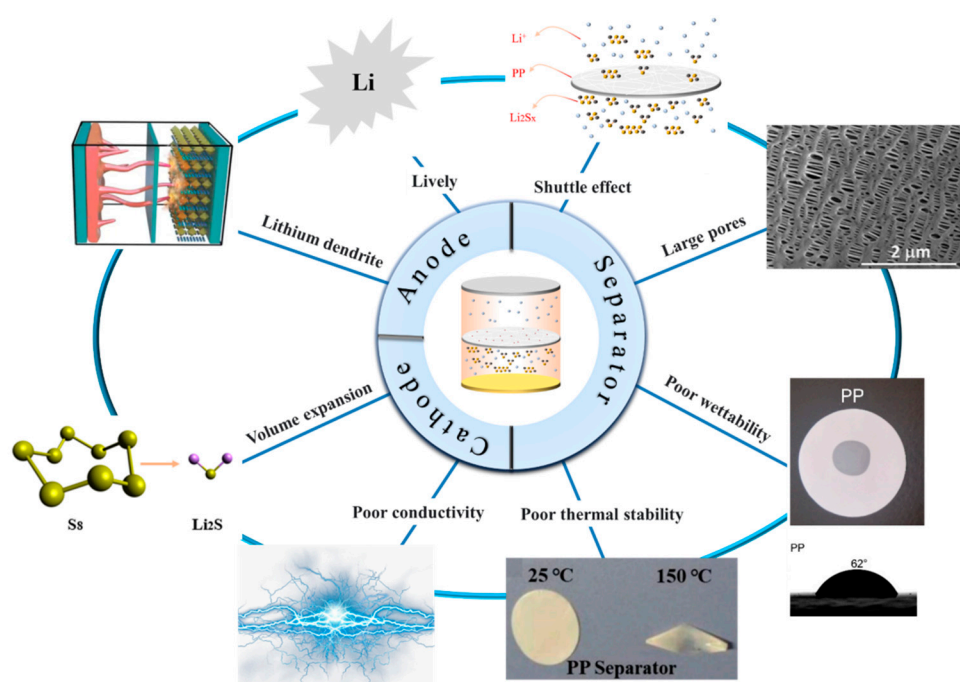 Li
Li⁺
PP
Li2Sx
Lively
Shuttle effect
Lithium dendrite
Large pores
2 µm
Anode
Separator
Cathode
Volume expansion
Poor wettability
PP
S8
Li2S
Poor conductivity
Poor thermal stability
PP
62°
25 °C
150 °C
PP Separator